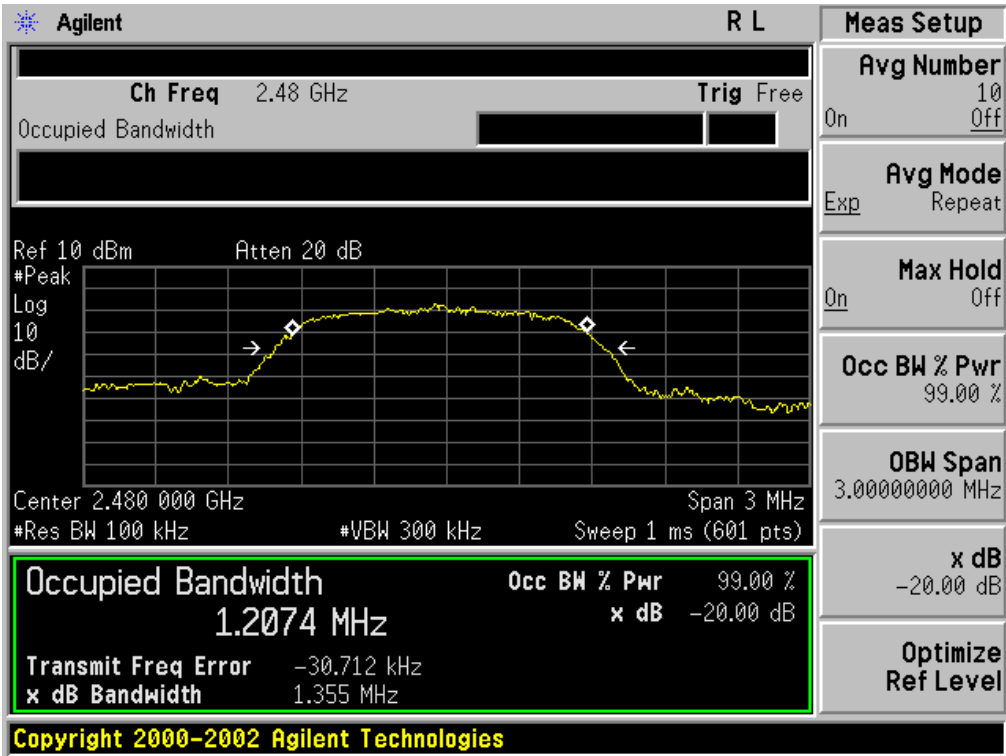 Agilent R L Meas Setup
Ch Freq 2.48 GHz Trig Free
Occupied Bandwidth
Avg Number
10
On Off
Avg Mode
Exp Repeat
Max Hold
On Off
Occ BW % Pwr
99.00 %
OBW Span
3.00000000 MHz
x dB
-20.00 dB
Optimize
Ref Level
Ref 10 dBm Atten 20 dB
#Peak
Log
10
dB/
Center 2.480 000 GHz Span 3 MHz
#Res BW 100 kHz #VBW 300 kHz Sweep 1 ms (601 pts)
Occupied Bandwidth Occ BW % Pwr 99.00 %
1.2074 MHz x dB -20.00 dB
Transmit Freq Error -30.712 kHz
x dB Bandwidth 1.355 MHz
Copyright 2000-2002 Agilent Technologies